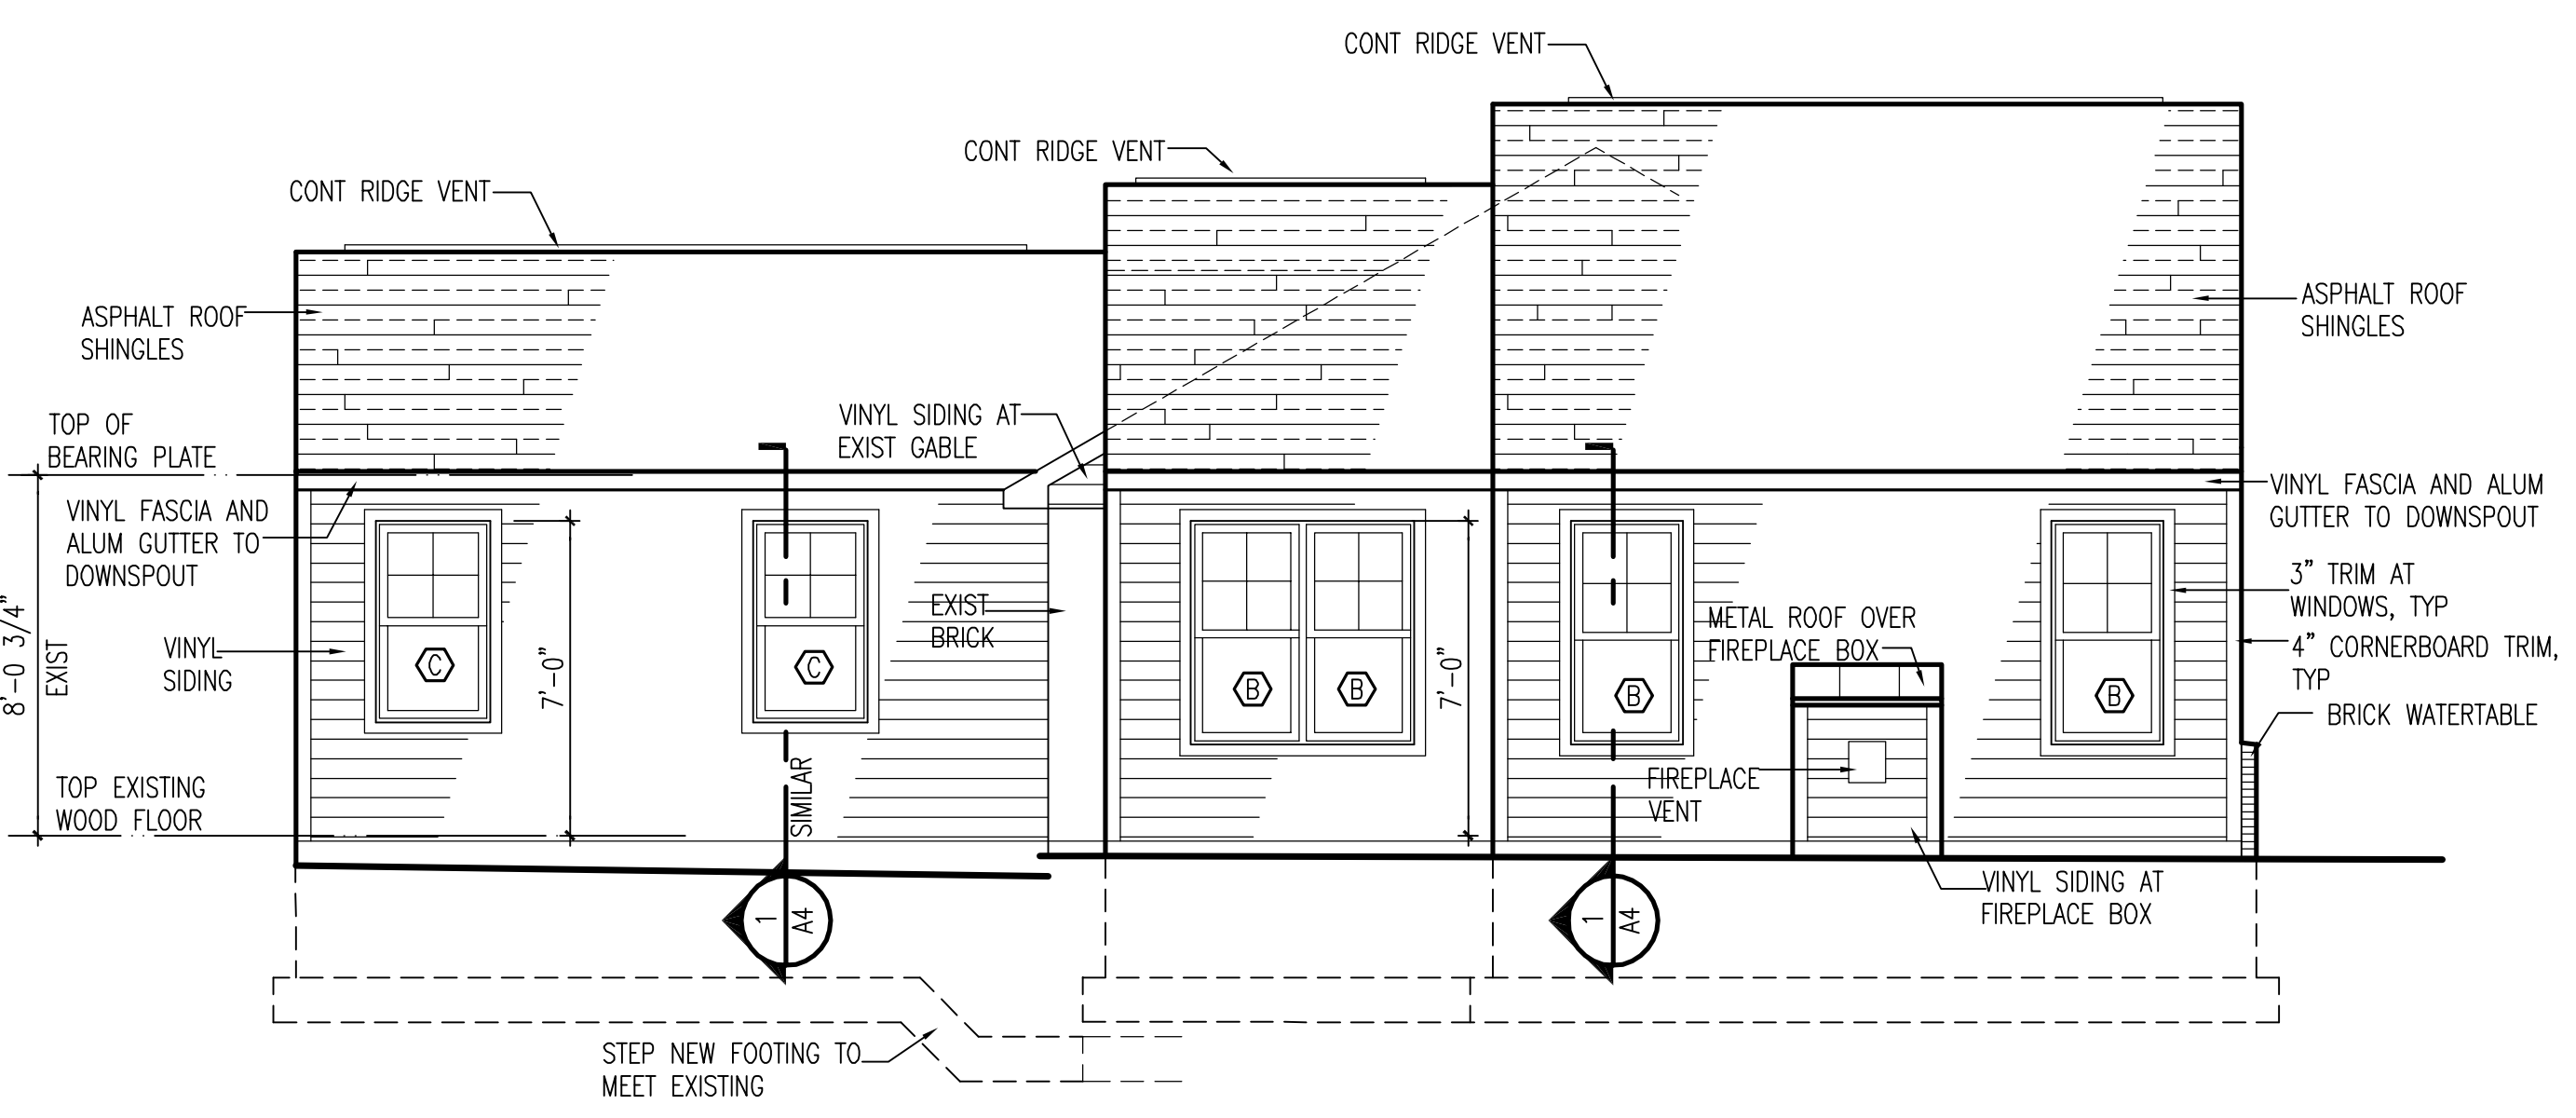 CONT RIDGE VENT
CONT RIDGE VENT
CONT RIDGE VENT
ASPHALT ROOF
SHINGLES
ASPHALT ROOF
SHINGLES
TOP OF
BEARING PLATE
VINYL SIDING AT
EXIST GABLE
VINYL FASCIA AND
ALUM GUTTER TO
DOWNSPOUT
VINYL FASCIA AND ALUM
GUTTER TO DOWNSPOUT
3" TRIM AT
WINDOWS, TYP
4" CORNERBOARD TRIM,
TYP
BRICK WATERTABLE
8'-0 3/4"
EXIST
VINYL
SIDING
C
7'-0"
C
EXIST
BRICK
B
B
7'-0"
B
METAL ROOF OVER
FIREPLACE BOX
B
FIREPLACE
VENT
TOP EXISTING
WOOD FLOOR
SIMILAR
1
A4
1
A4
VINYL SIDING AT
FIREPLACE BOX
STEP NEW FOOTING TO
MEET EXISTING